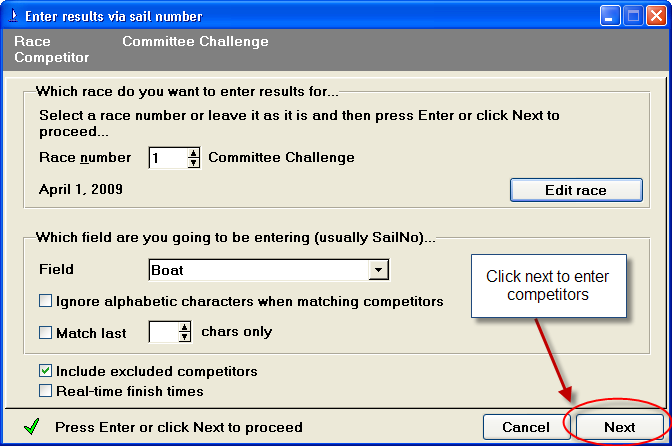 Enter results via sail number
Race Committee Challenge
Competitor
Which race do you want to enter results for...
Select a race number or leave it as it is and then press Enter or click Next to
proceed...
Race number 1 Committee Challenge
April 1, 2009 Edit race
Which field are you going to be entering (usually SailNo)...
Field Boat
Click next to enter
competitors
Ignore alphabetic characters when matching competitors
Match last chars only
Include excluded competitors
Real-time finish times
Press Enter or click Next to proceed Cancel Next